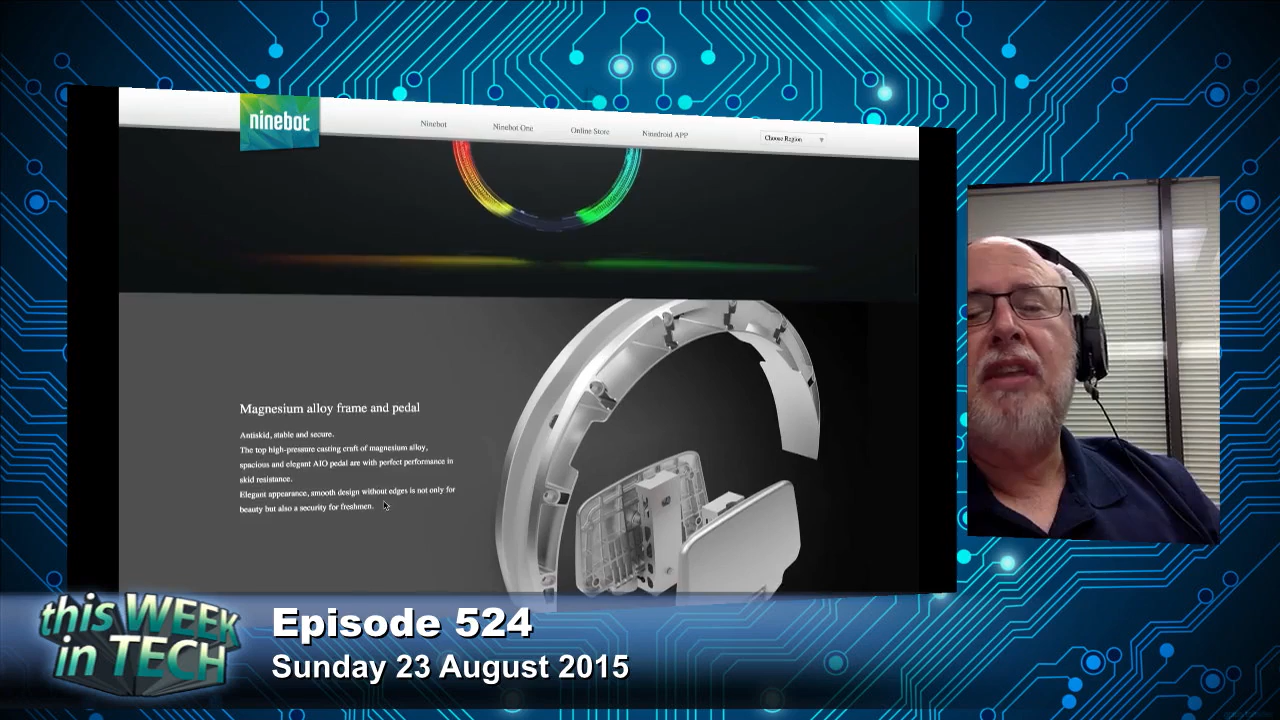 ninebot
Ninebot
Ninebot One
Online Store
Ninedroid APP
Choose Region
Magnesium alloy frame and pedal
Antiskid, stable and secure.
The top high-pressure casting craft of magnesium alloy,
spacious and elegant AIO pedal are with perfect performance in
skid resistance.
Elegant appearance, smooth design without edges is not only for
beauty but also a security for freshmen.
this WEEK
in TECH
Episode 524
Sunday 23 August 2015